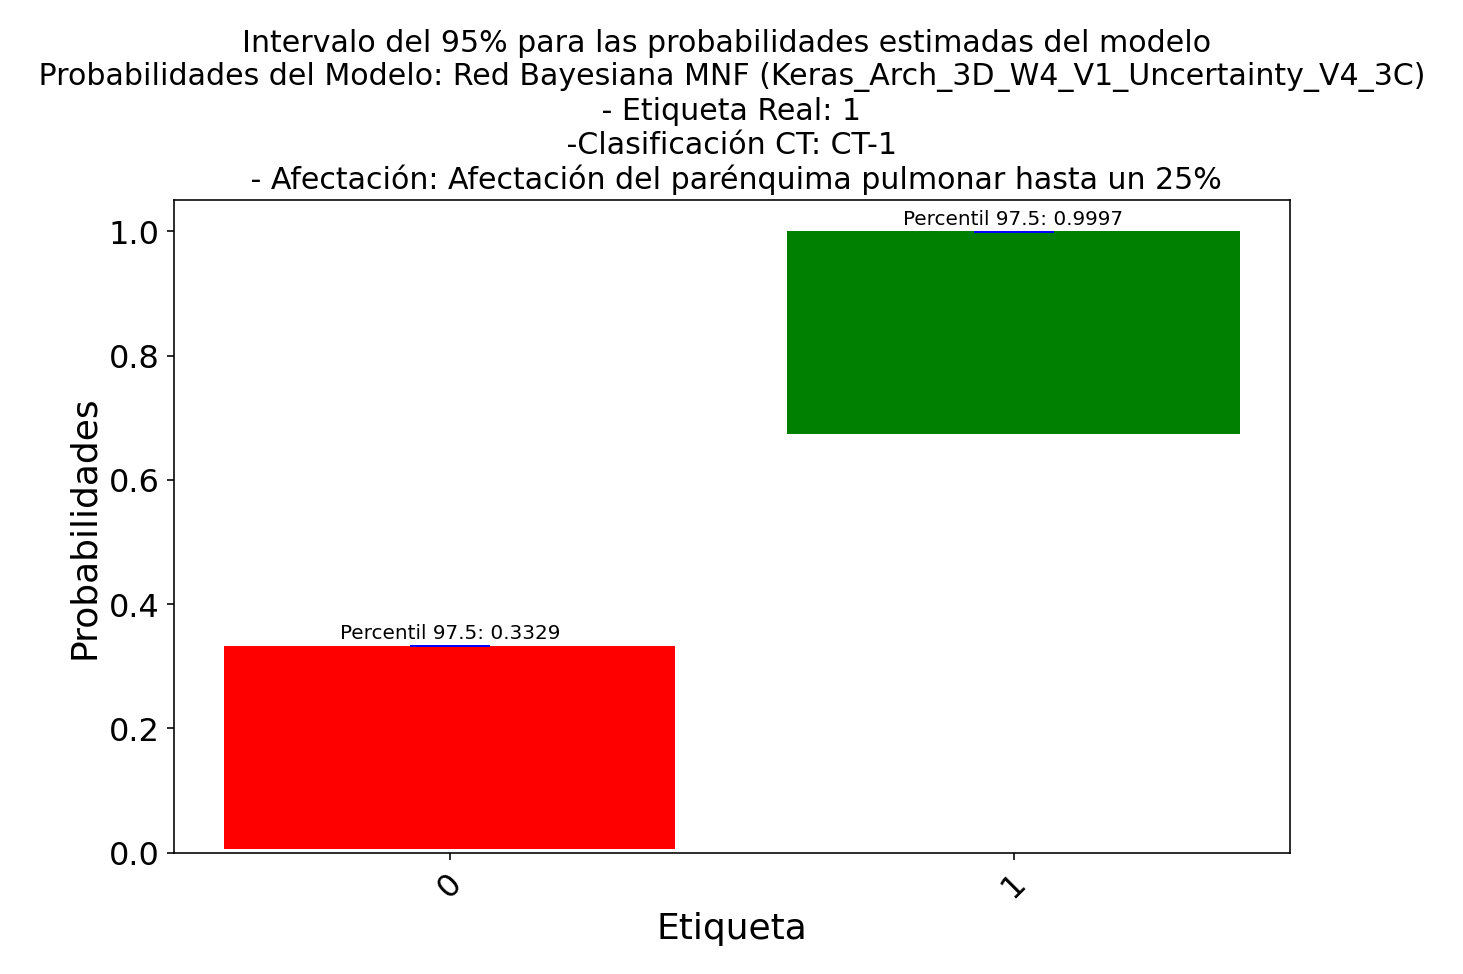 Intervalo del 95% para las probabilidades estimadas del modelo
Probabilidades del Modelo: Red Bayesiana MNF (Keras_Arch_3D_W4_V1_Uncertainty_V4_3C)
- Etiqueta Real: 1
-Clasificación CT: CT-1
- Afectación: Afectación del parénquima pulmonar hasta un 25%
Percentil 97.5: 0.9997
1.0
0.8
0.6
0.4
Percentil 97.5: 0.3329
0.2
0.0
Probabilidades
0
1
Etiqueta